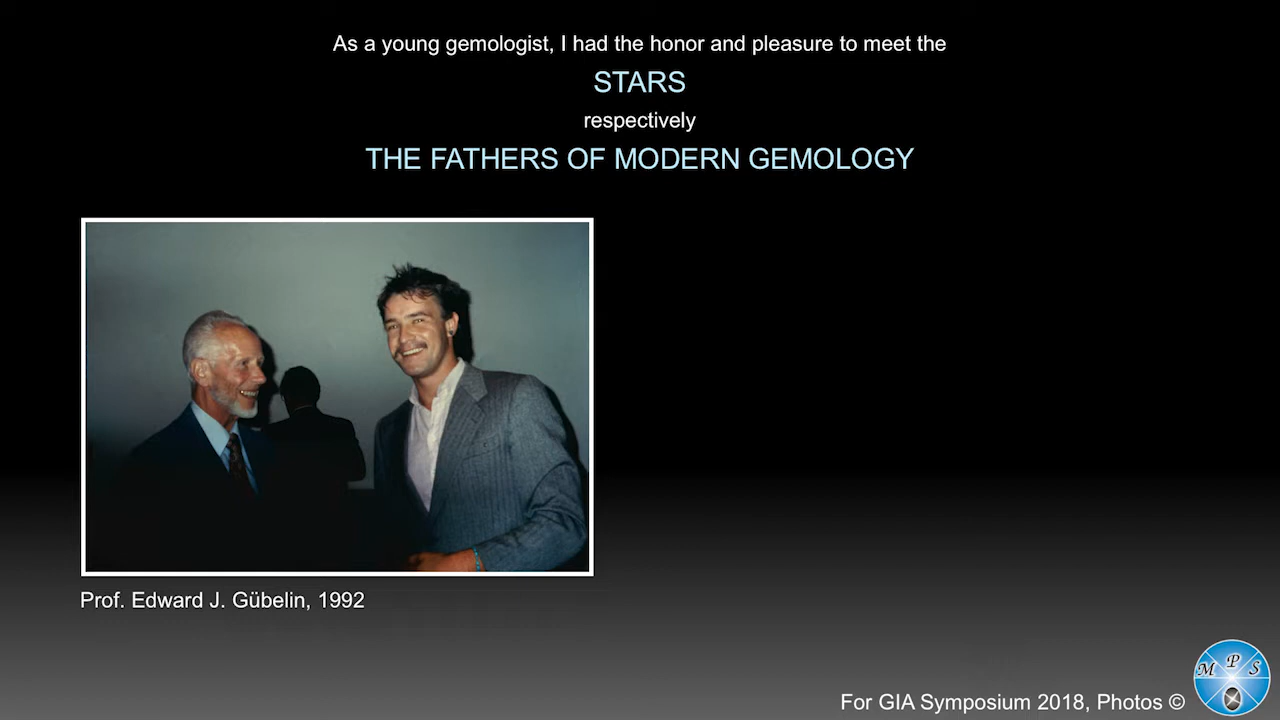 As a young gemologist, I had the honor and pleasure to meet the
STARS
respectively
THE FATHERS OF MODERN GEMOLOGY
Prof. Edward J. Gübelin, 1992
For GIA Symposium 2018, Photos ©
M P S